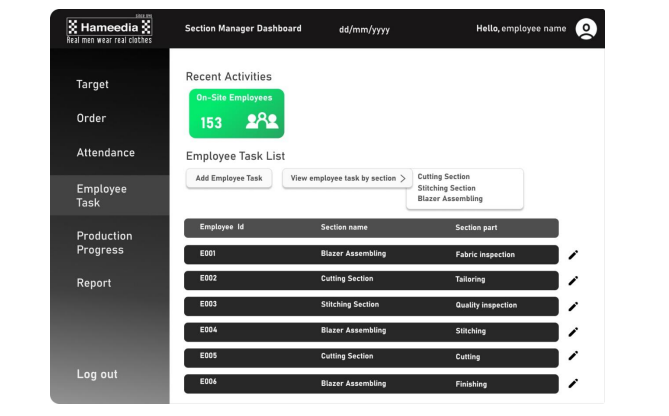 SINCE 1992
Hameedia
Real men wear real clothes
Section Manager Dashboard
dd/mm/yyyy
Hello, employee name
Target
Order
Attendance
Employee
Task
Production
Progress
Report
Log out
Recent Activities
On-Site Employees
153
Employee Task List
Add Employee Task
View employee task by section >
Cutting Section
Stitching Section
Blazer Assembling
Employee Id Section name Section part
E001 Blazer Assembling Fabric inspection
E002 Cutting Section Tailoring
E003 Stitching Section Quality inspection
E004 Blazer Assembling Stitching
E005 Cutting Section Cutting
E006 Blazer Assembling Finishing